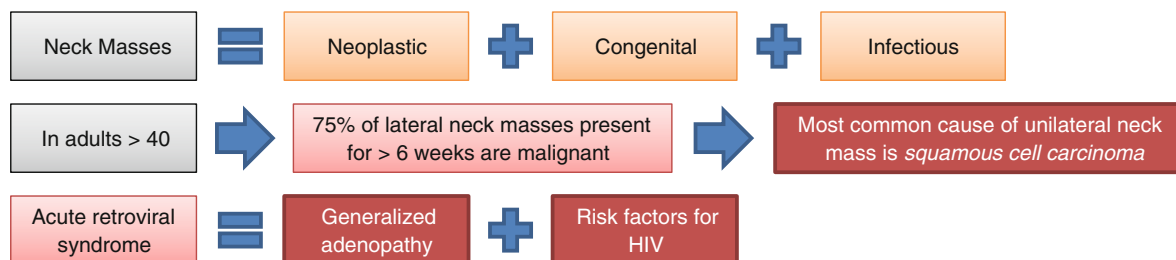 Neck Masses
Neoplastic
Congenital
Infectious
In adults > 40
75% of lateral neck masses present
for > 6 weeks are malignant
Most common cause of unilateral neck
mass is squamous cell carcinoma
Acute retroviral
syndrome
Generalized
adenopathy
Risk factors for
HIV